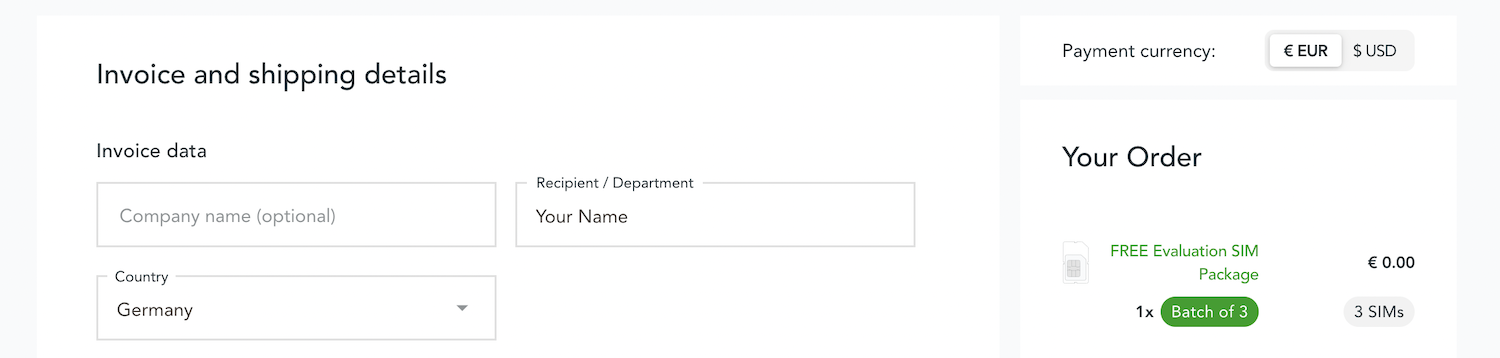 Invoice and shipping details
Invoice data
Company name (optional)
Recipient / Department
Your Name
Country
Germany
Payment currency:
€ EUR
$ USD
Your Order
FREE Evaluation SIM
Package
€ 0.00
1x Batch of 3
3 SIMs